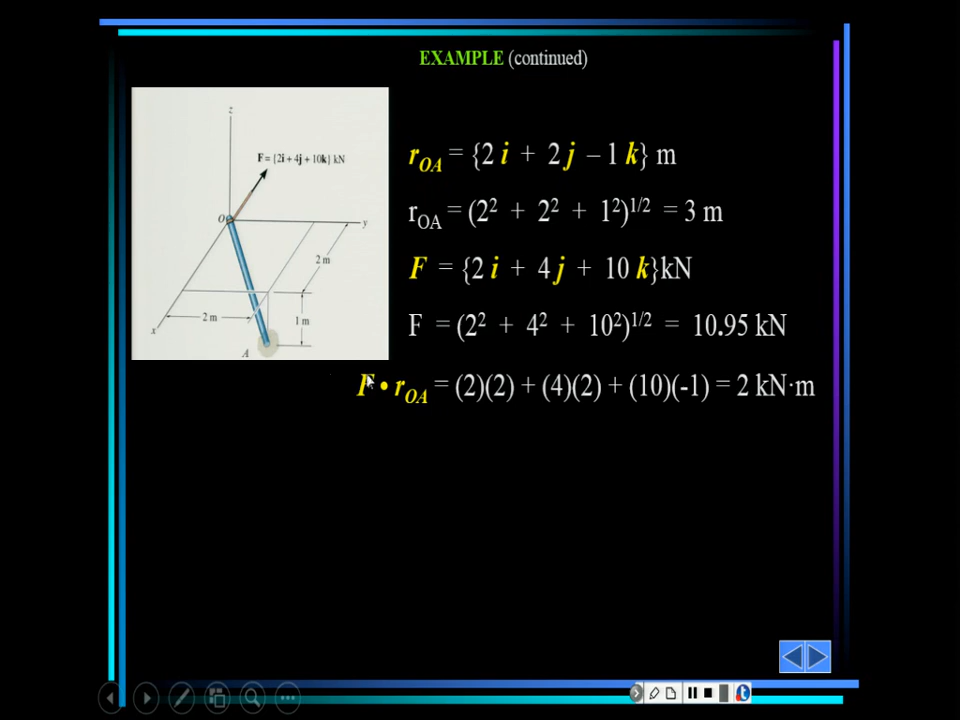 EXAMPLE (continued)
z
F = {2i + 4j + 10k} kN
O
y
2 m
2 m
1 m
x
A
r_OA = {2 i + 2 j – 1 k} m
r_OA = (2² + 2² + 1²)^1/2 = 3 m
F = {2 i + 4 j + 10 k}kN
F = (2² + 4² + 10²)^1/2 = 10.95 kN
F • r_OA = (2)(2) + (4)(2) + (10)(-1) = 2 kN·m